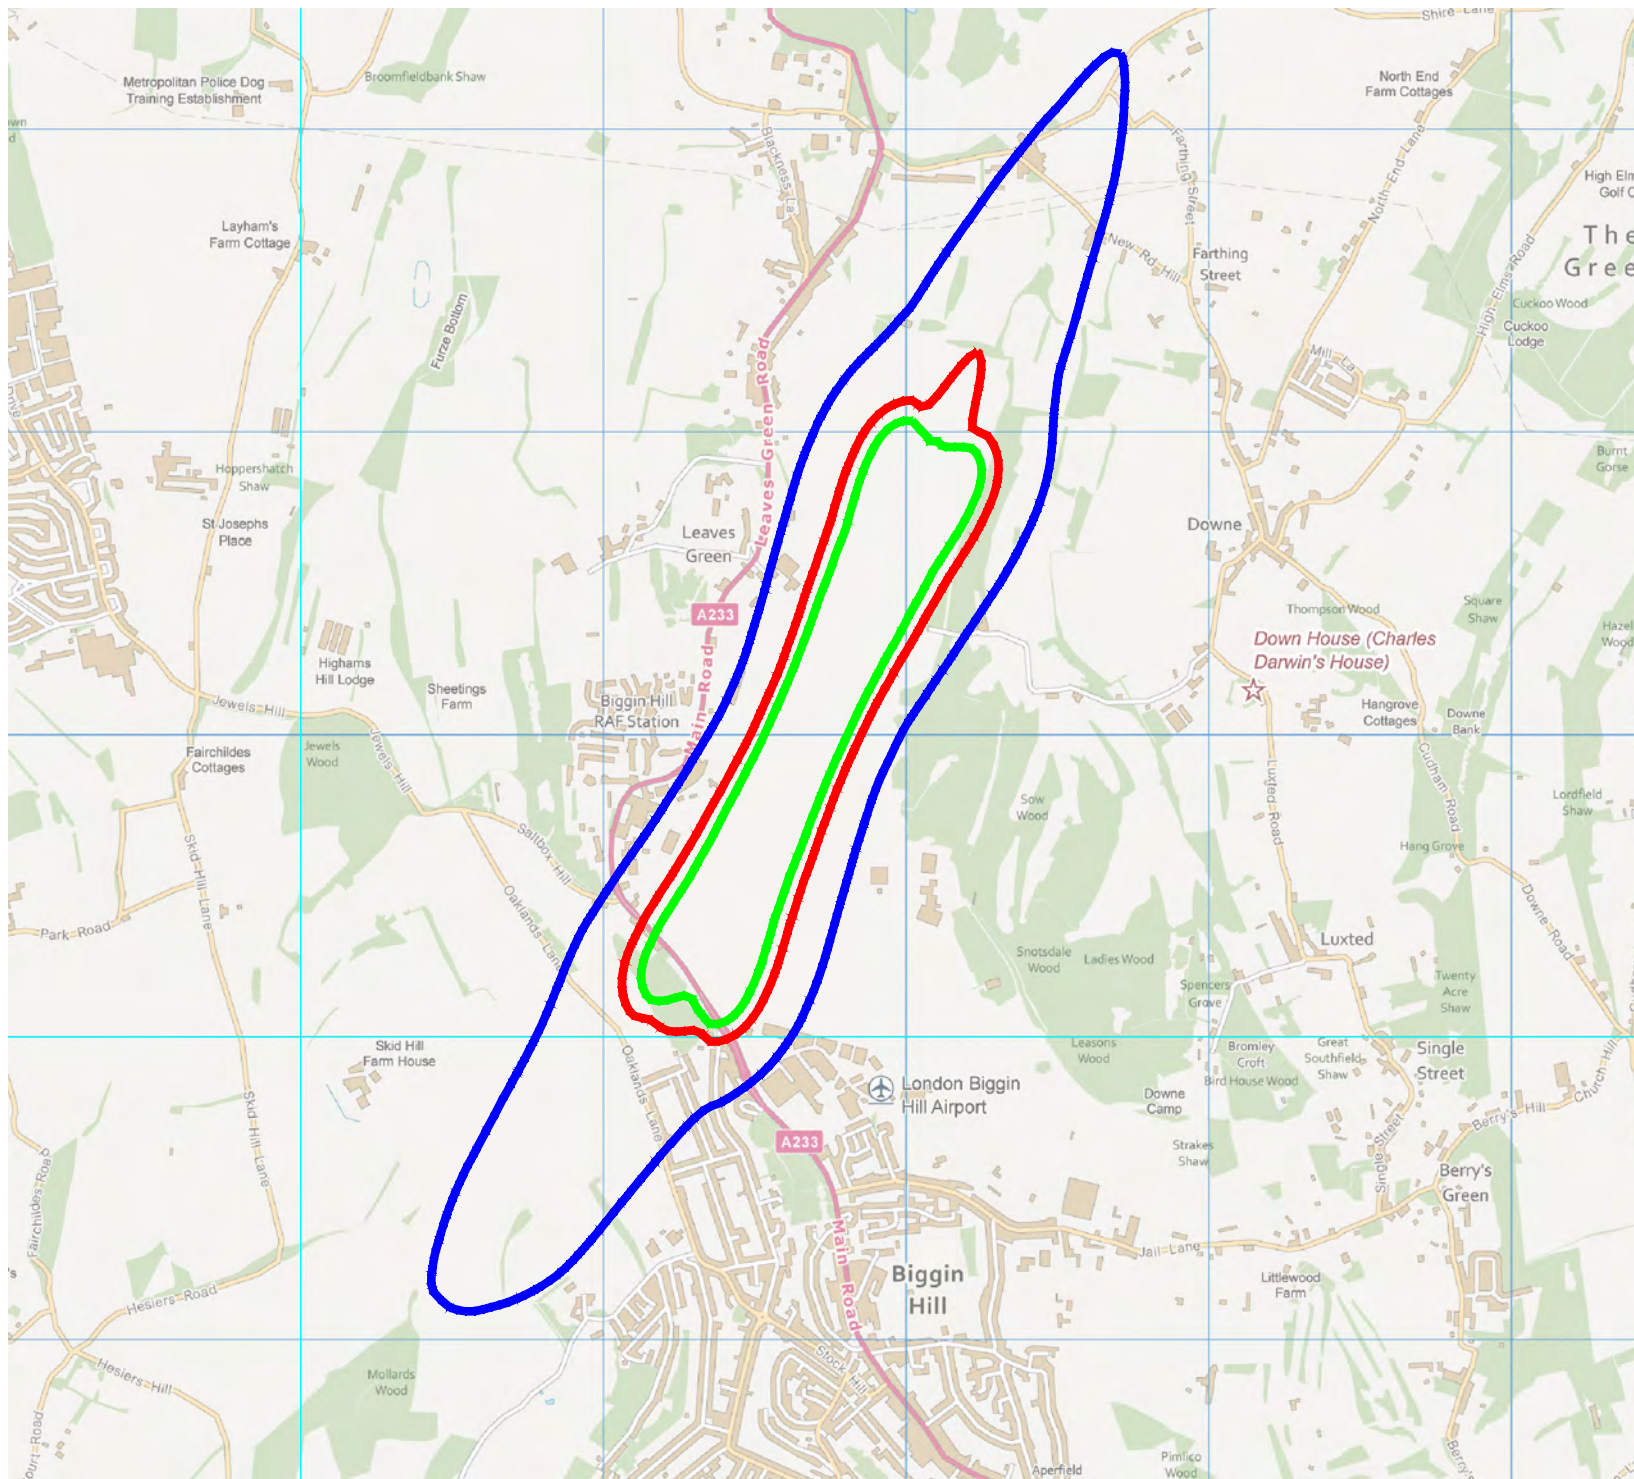 Shire Lane
Metropolitan Police Dog
Training Establishment
Broomfieldbank Shaw
North End
Farm Cottages
Blackness La
Farthing Street
North End Lane
High Elm
Golf C
Layham's
Farm Cottage
The
Gree
New Rd Hill
Farthing
Street
High Elms Road
Cuckoo Wood
Cuckoo
Lodge
Furze Bottom
Mill La
Leaves Green Road
Hoppershatch
Shaw
Burnt
Gorse
St Josephs
Place
Leaves
Green
Downe
A233
Thompson Wood
Square
Shaw
Hazel
Wood
Down House (Charles
Darwin's House)
Highams
Hill Lodge
Sheetings
Farm
Biggin Hill
RAF Station
Main Road
Jewels Hill
Hangrove
Cottages
Downe
Bank
Fairchildes
Cottages
Jewels
Wood
Jewels Hill
Luxted Road
Cudham Road
Sow
Wood
Lordfield
Shaw
Saltbox Hill
Skid Hill Lane
Hang Grove
Oaklands Lane
Downe Road
Park Road
Luxted
Snotsdale
Wood
Ladies Wood
Spencers
Grove
Twenty
Acre
Shaw
Skid Hill
Farm House
Oaklands Lane
Leasons
Wood
Bromley
Croft
Great
Southfield
Shaw
Single
Street
Church Hill
Bird House Wood
London Biggin
Hill Airport
Downe
Camp
Skid Hill Lane
Berry's Hill
A233
Strakes
Shaw
Single Street
Berry's
Green
Fairchildes Road
Main Road
Jail Lane
Biggin
Hill
Littlewood
Farm
Hesiers Road
Hesiers Hill
Stock Hill
Mollards
Wood
ourt Road
Aperfield
Pimlico
Wood
Berry's